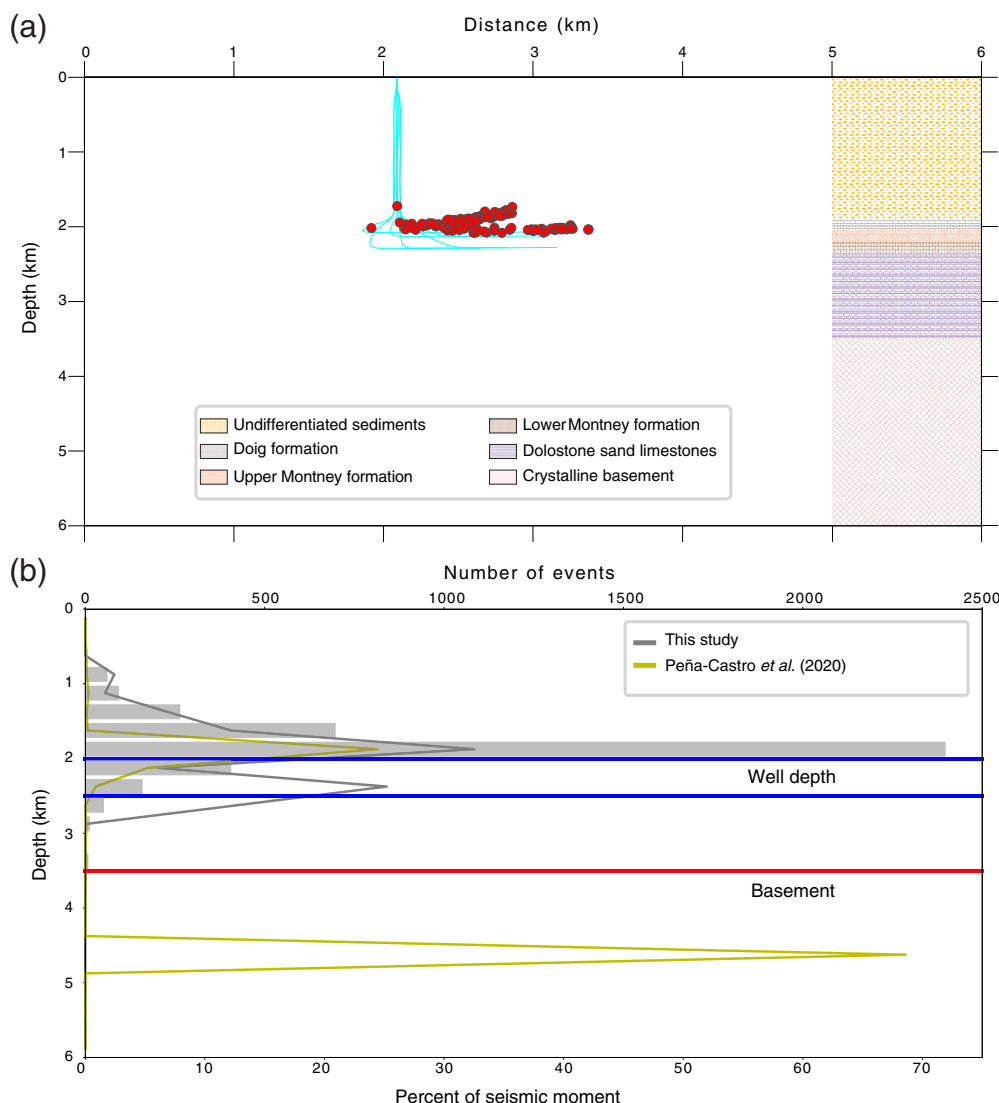 (a)
Distance (km)
0 1 2 3 4 5 6
0
1
2
3
4
5
6
Depth (km)
Undifferentiated sediments
Doig formation
Upper Montney formation
Lower Montney formation
Dolostone sand limestones
Crystalline basement
(b)
Number of events
0 500 1000 1500 2000 2500
This study
Peña-Castro et al. (2020)
0
1
2
3
4
5
6
Depth (km)
Well depth
Basement
0 10 20 30 40 50 60 70
Percent of seismic moment